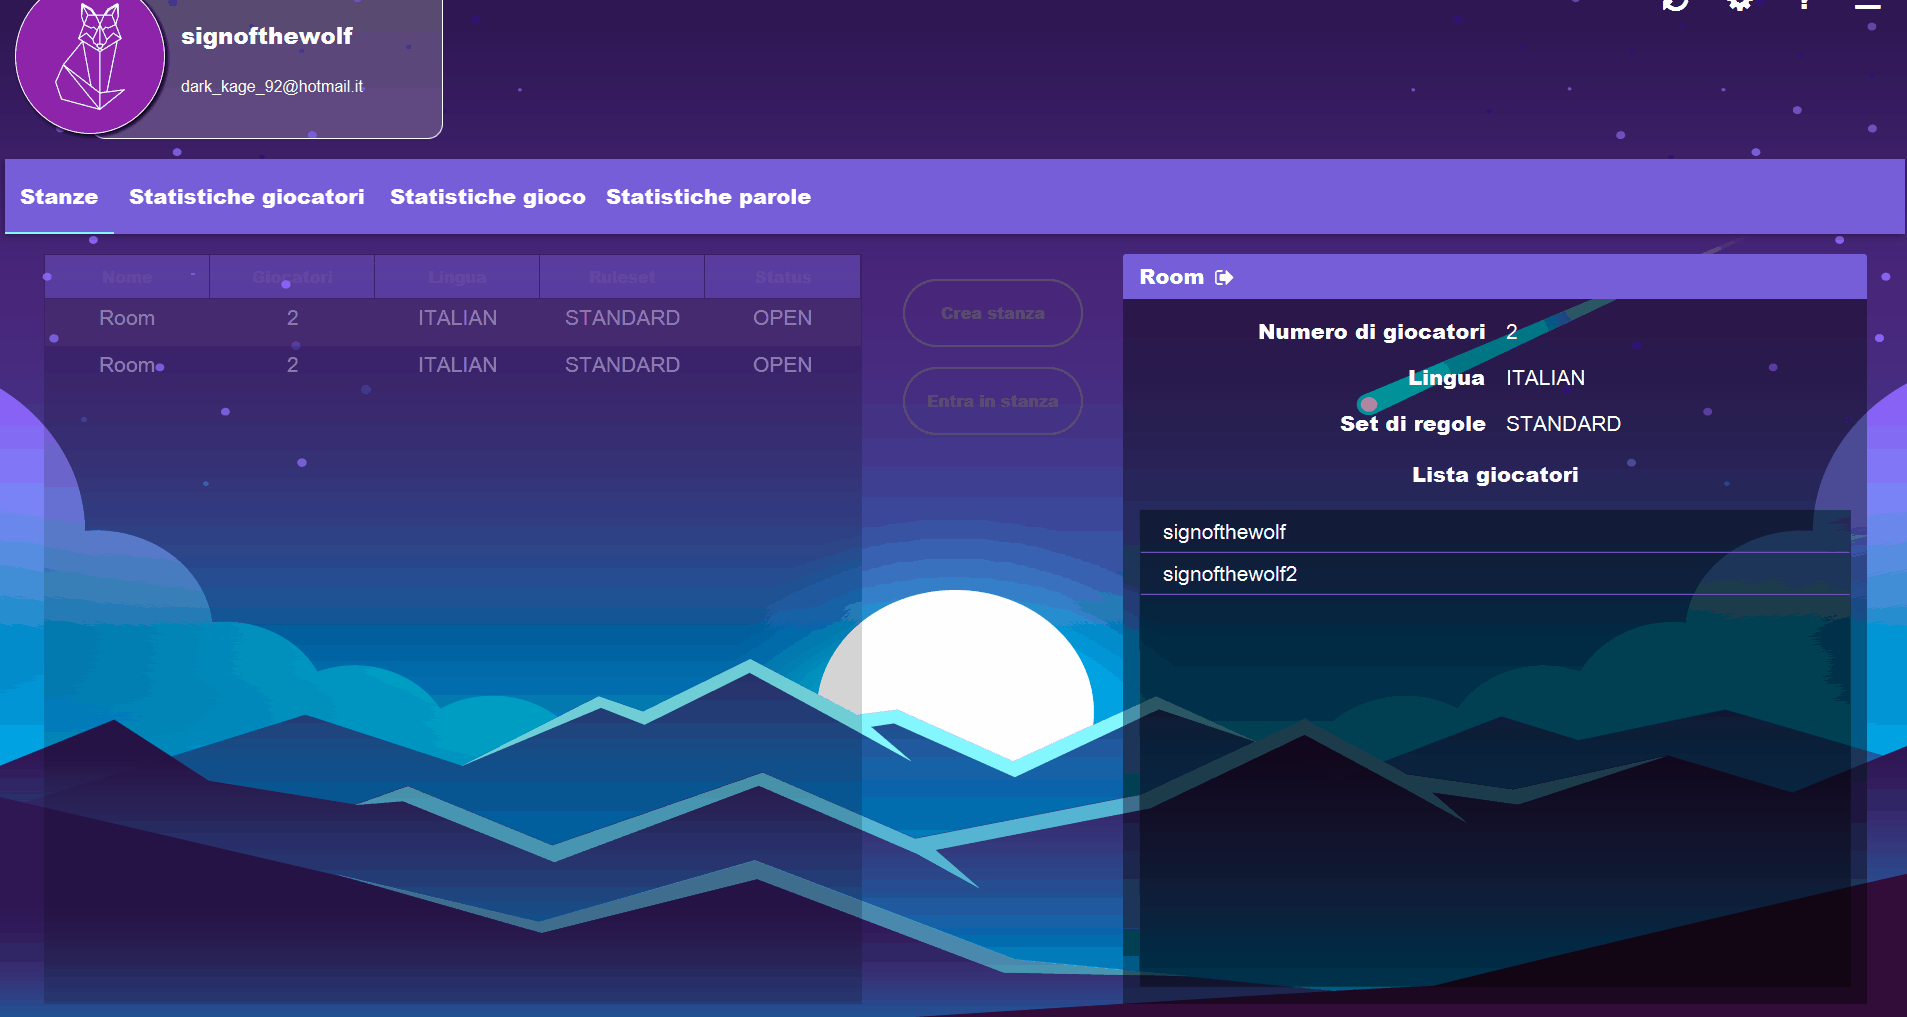 signofthewolf
dark_kage_92@hotmail.it
?
Stanze Statistiche giocatori Statistiche gioco Statistiche parole
Nome Giocatori Lingua Ruleset Status
Room 2 ITALIAN STANDARD OPEN
Room 2 ITALIAN STANDARD OPEN
Crea stanza
Entra in stanza
Room
Numero di giocatori 2
Lingua ITALIAN
Set di regole STANDARD
Lista giocatori
signofthewolf
signofthewolf2